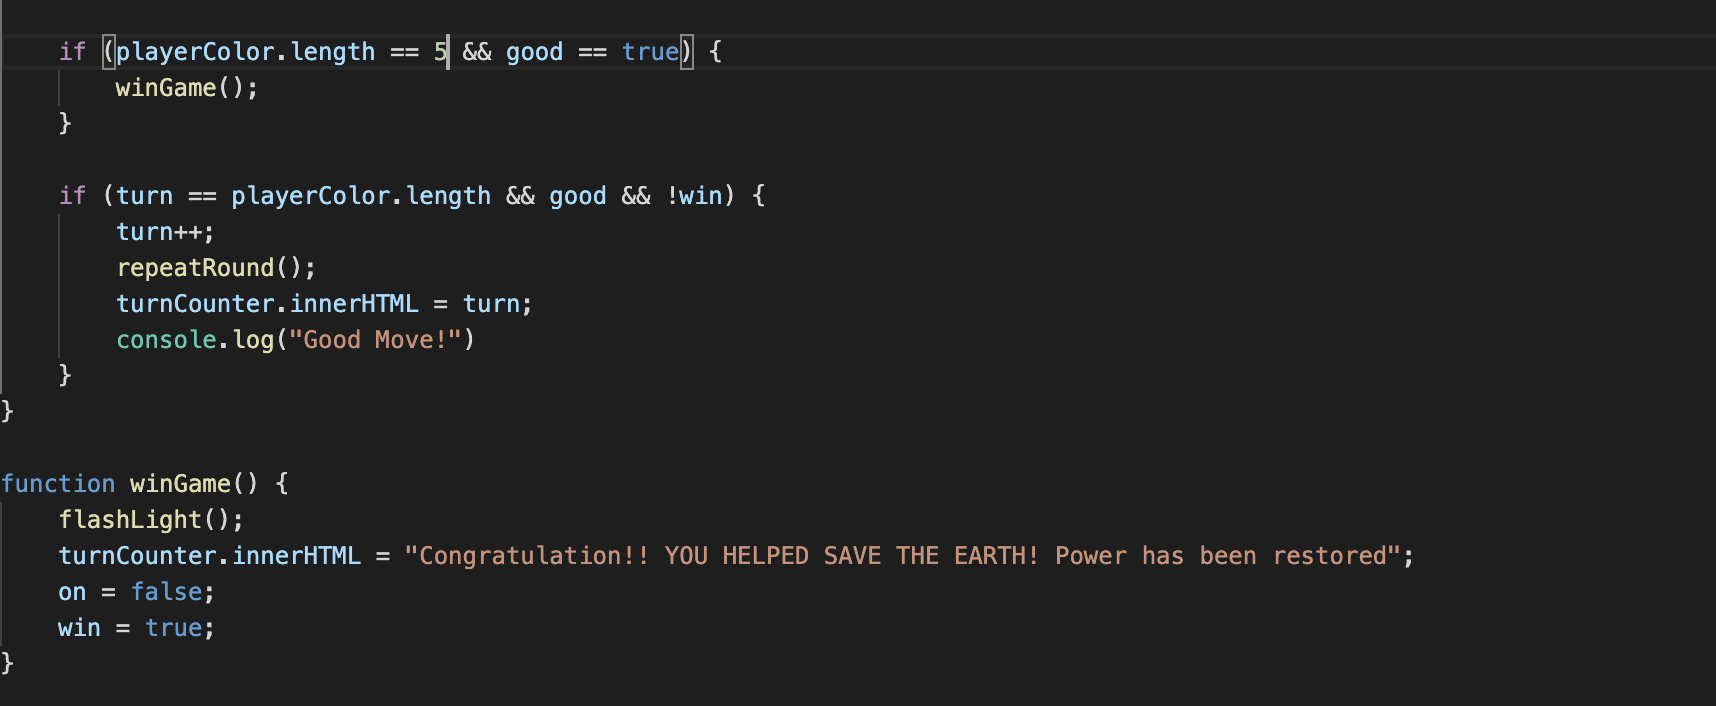 if (playerColor.length == 5 && good == true) {
winGame();
}
if (turn == playerColor.length && good && !win) {
turn++;
repeatRound();
turnCounter.innerHTML = turn;
console.log("Good Move!")
}
}
function winGame() {
flashLight();
turnCounter.innerHTML = "Congratulation!! YOU HELPED SAVE THE EARTH! Power has been restored";
on = false;
win = true;
}